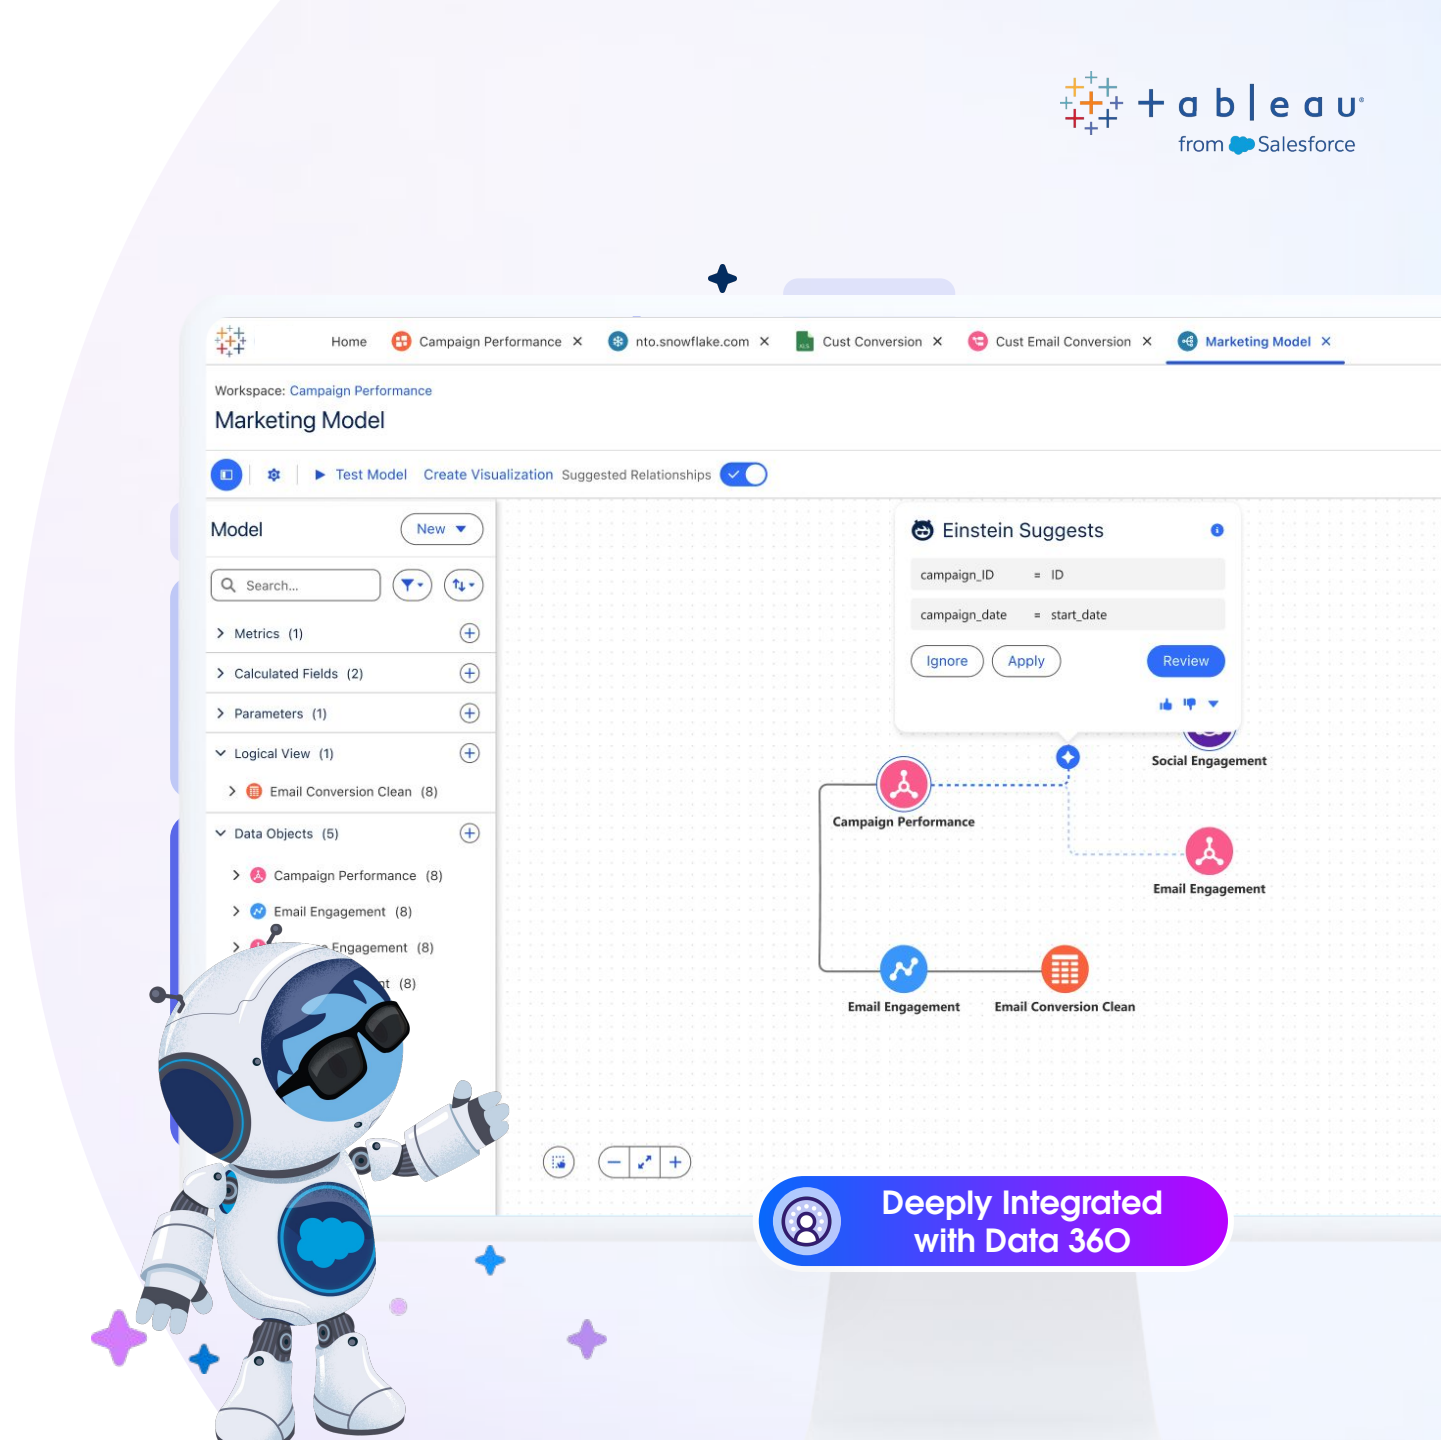 +ableau
from Salesforce
Home Campaign Performance × nto.snowflake.com × Cust Conversion × Cust Email Conversion × Marketing Model ×
Workspace: Campaign Performance
Marketing Model
Test Model Create Visualization Suggested Relationships
Model New
Search...
Metrics (1)
Calculated Fields (2)
Parameters (1)
Logical View (1)
Email Conversion Clean (8)
Data Objects (5)
Campaign Performance (8)
Email Engagement (8)
Engagement (8)
(8)
Einstein Suggests
campaign_ID = ID
campaign_date = start_date
Ignore Apply Review
Social Engagement
Campaign Performance
Email Engagement
Email Engagement Email Conversion Clean
Deeply Integrated
with Data 360